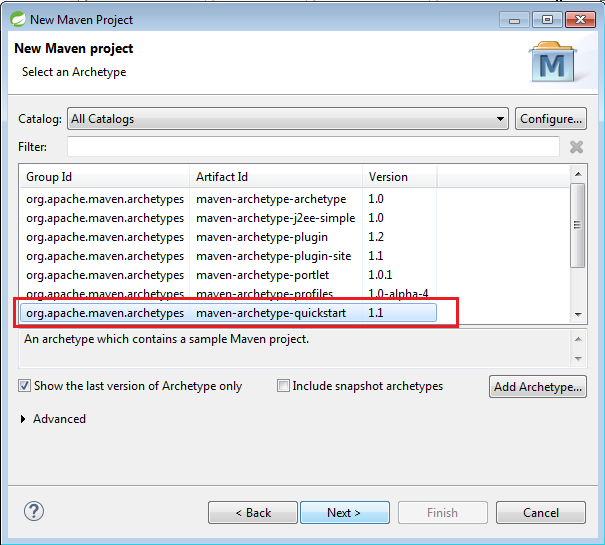 New Maven Project
New Maven project
Select an Archetype
M
Catalog: All Catalogs Configure...
Filter:
Group Id Artifact Id Version
org.apache.maven.archetypes maven-archetype-archetype 1.0
org.apache.maven.archetypes maven-archetype-j2ee-simple 1.0
org.apache.maven.archetypes maven-archetype-plugin 1.2
org.apache.maven.archetypes maven-archetype-plugin-site 1.1
org.apache.maven.archetypes maven-archetype-portlet 1.0.1
org.apache.maven.archetypes maven-archetype-profiles 1.0-alpha-4
org.apache.maven.archetypes maven-archetype-quickstart 1.1
An archetype which contains a sample Maven project.
Show the last version of Archetype only Include snapshot archetypes Add Archetype...
Advanced
? < Back Next > Finish Cancel